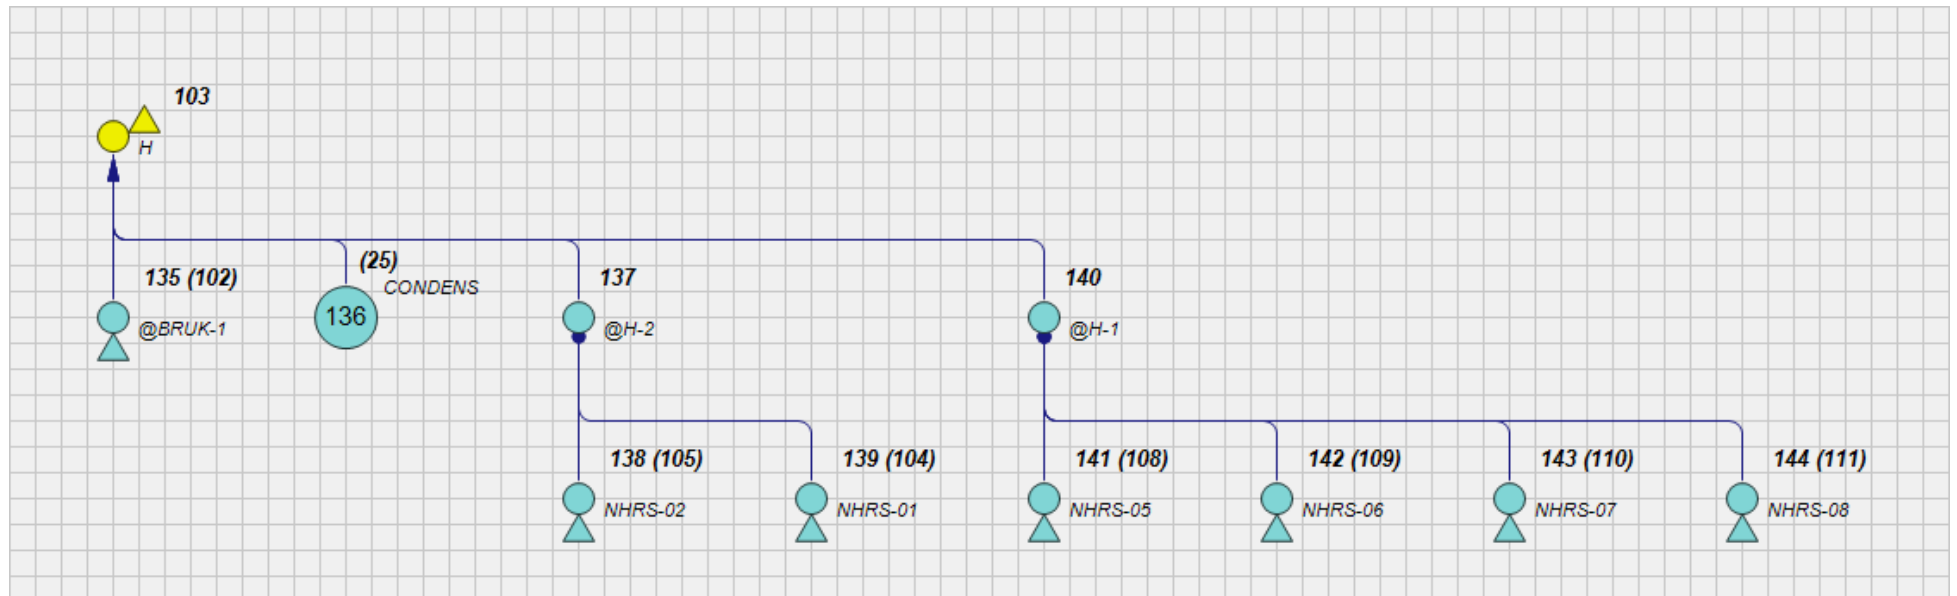 103
H
135 (102)
@BRUK-1
(25)
CONDENS
136
137
@H-2
140
@H-1
138 (105)
NHRS-02
139 (104)
NHRS-01
141 (108)
NHRS-05
142 (109)
NHRS-06
143 (110)
NHRS-07
144 (111)
NHRS-08